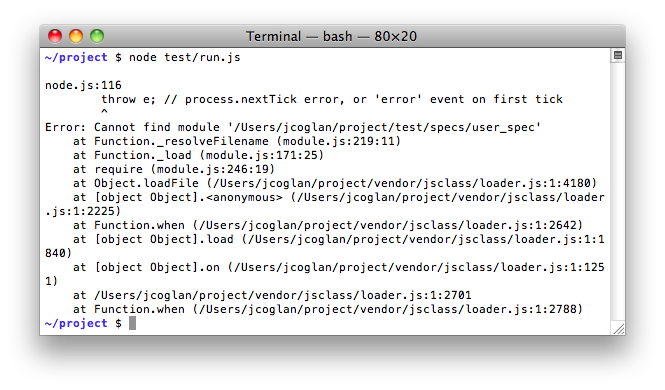 Terminal — bash — 80×20
~/project $ node test/run.js
node.js:116
        throw e; // process.nextTick error, or 'error' event on first tick
        ^
Error: Cannot find module '/Users/jcoglan/project/test/specs/user_spec'
    at Function._resolveFilename (module.js:219:11)
    at Function._load (module.js:171:25)
    at require (module.js:246:19)
    at Object.loadFile (/Users/jcoglan/project/vendor/jsclass/loader.js:1:4180)
    at [object Object].<anonymous> (/Users/jcoglan/project/vendor/jsclass/loader
.js:1:2225)
    at Function.when (/Users/jcoglan/project/vendor/jsclass/loader.js:1:2642)
    at [object Object].load (/Users/jcoglan/project/vendor/jsclass/loader.js:1:1
840)
    at [object Object].on (/Users/jcoglan/project/vendor/jsclass/loader.js:1:125
1)
    at /Users/jcoglan/project/vendor/jsclass/loader.js:1:2701
    at Function.when (/Users/jcoglan/project/vendor/jsclass/loader.js:1:2788)
~/project $